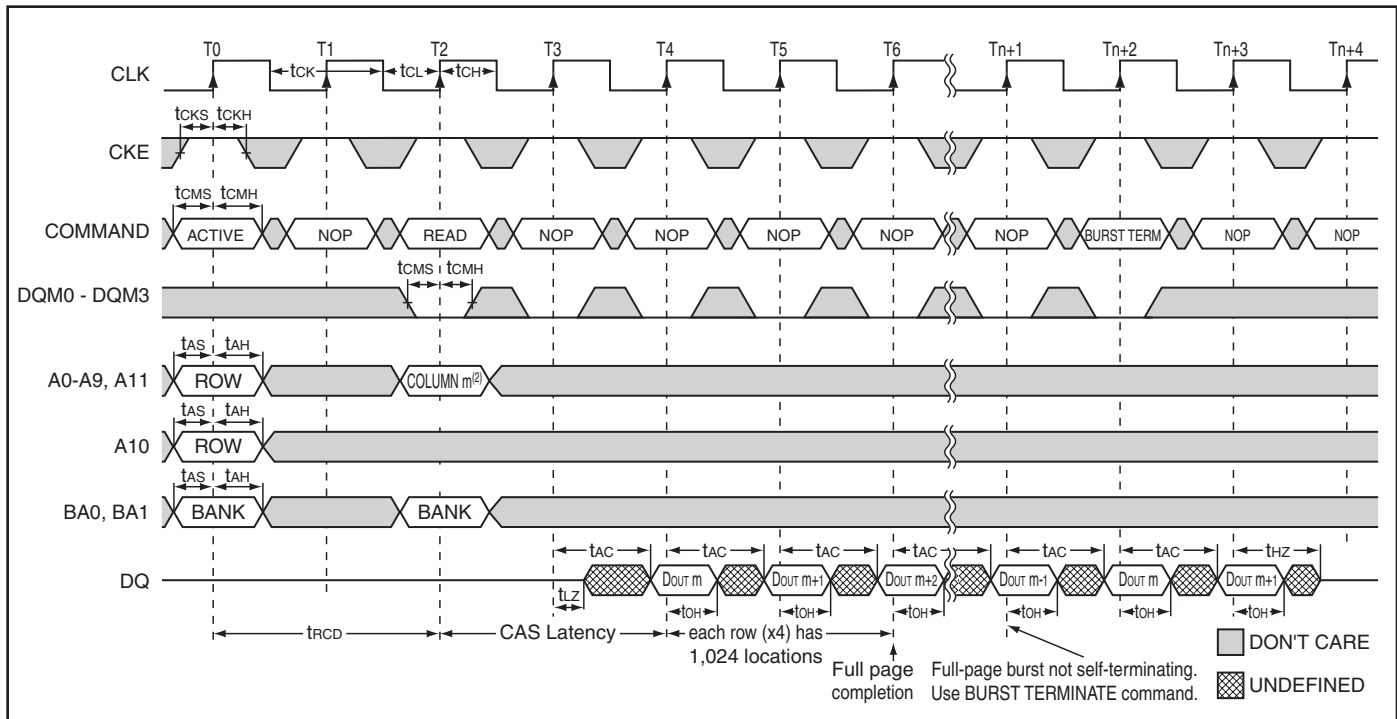 T0 T1 T2 T3 T4 T5 T6 Tn+1 Tn+2 Tn+3 Tn+4
CLK tCK tCL tCH
tCKS tCKH
CKE
tCMS tCMH
COMMAND ACTIVE NOP READ NOP NOP NOP NOP NOP BURST TERM NOP NOP
tCMS tCMH
DQM0 - DQM3
tAS tAH
A0-A9, A11 ROW COLUMN m(2)
tAS tAH
A10 ROW
tAS tAH
BA0, BA1 BANK BANK
tAC tAC tAC tAC tAC tAC tHZ
DQ DOUT m DOUT m+1 DOUT m+2 DOUT m-1 DOUT m DOUT m+1
tLZ tOH tOH tOH tOH tOH tOH
tRCD CAS Latency each row (x4) has
1,024 locations
Full page
completion
Full-page burst not self-terminating.
Use BURST TERMINATE command.
DON'T CARE
UNDEFINED